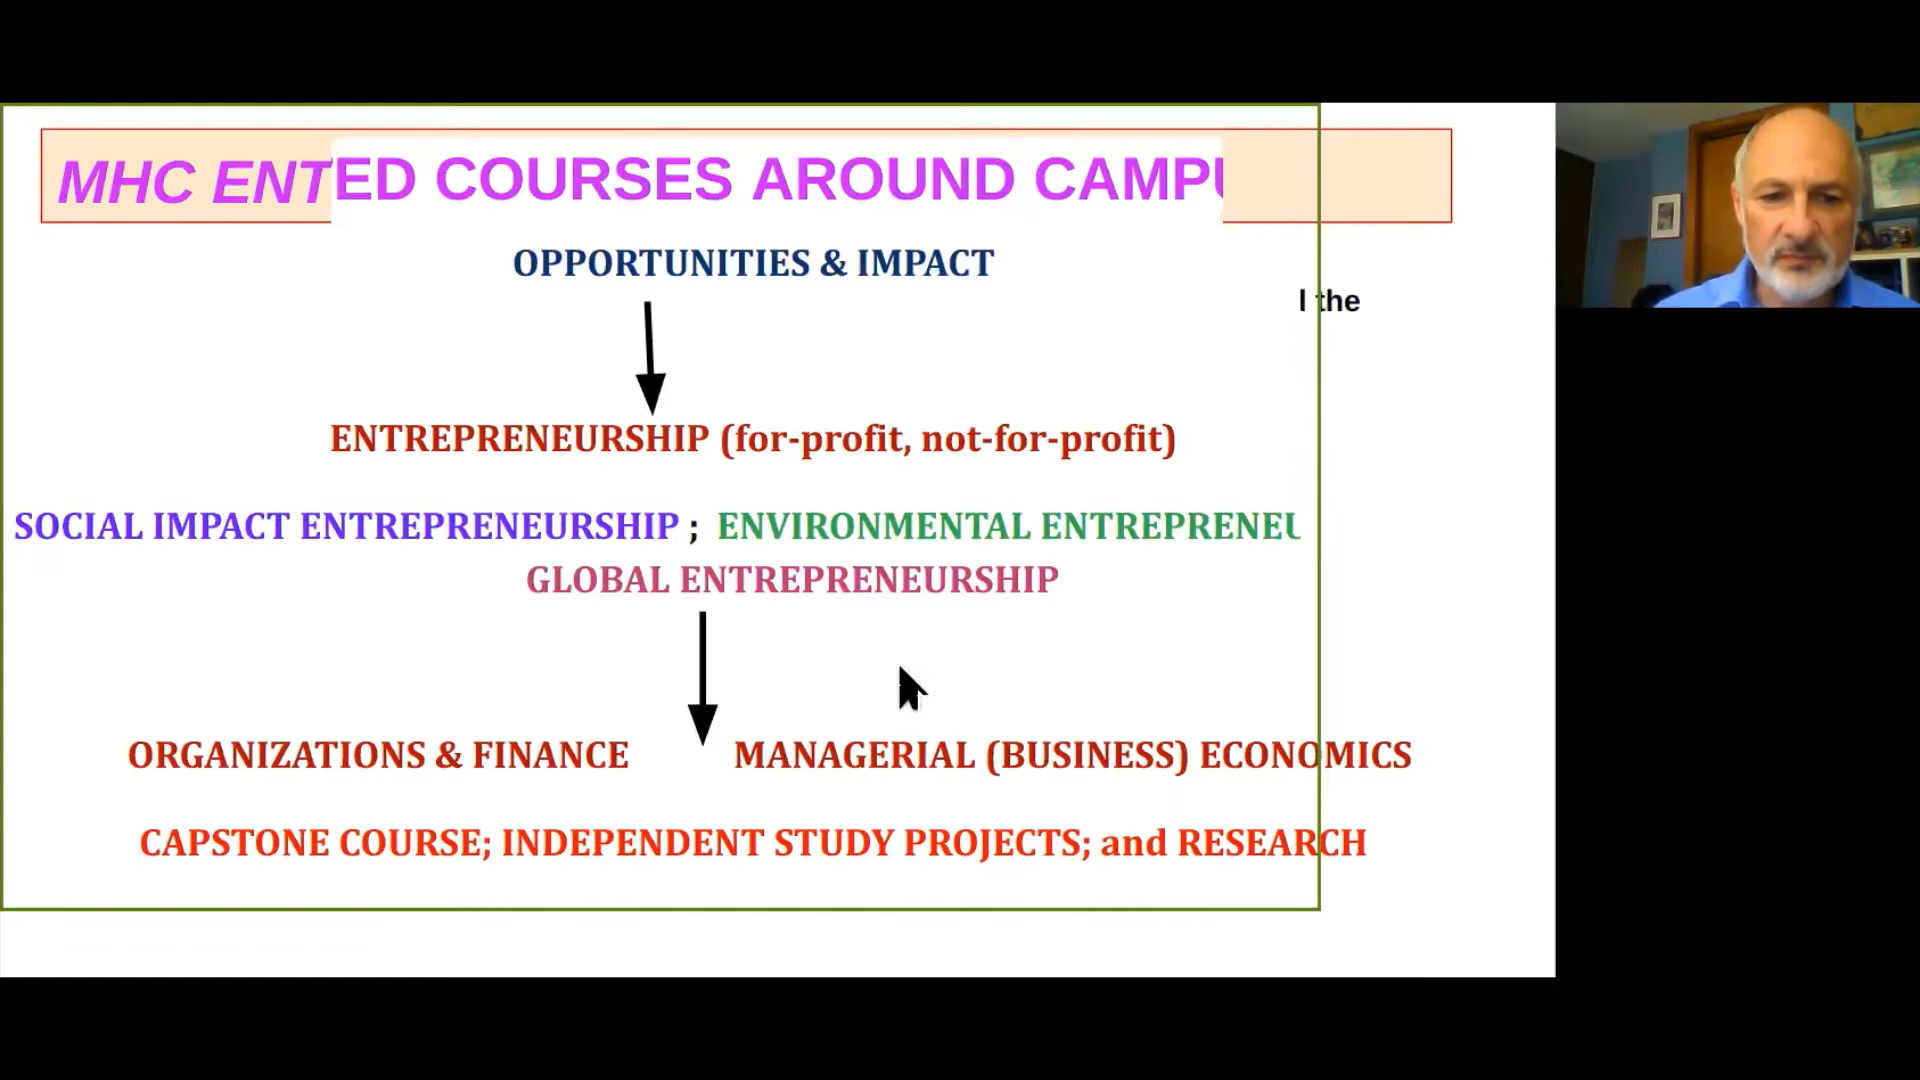 MHC ENTED COURSES AROUND CAMPU
OPPORTUNITIES & IMPACT
l the
ENTREPRENEURSHIP (for-profit, not-for-profit)
SOCIAL IMPACT ENTREPRENEURSHIP ; ENVIRONMENTAL ENTREPRENEU
GLOBAL ENTREPRENEURSHIP
ORGANIZATIONS & FINANCE MANAGERIAL (BUSINESS) ECONOMICS
CAPSTONE COURSE; INDEPENDENT STUDY PROJECTS; and RESEARCH